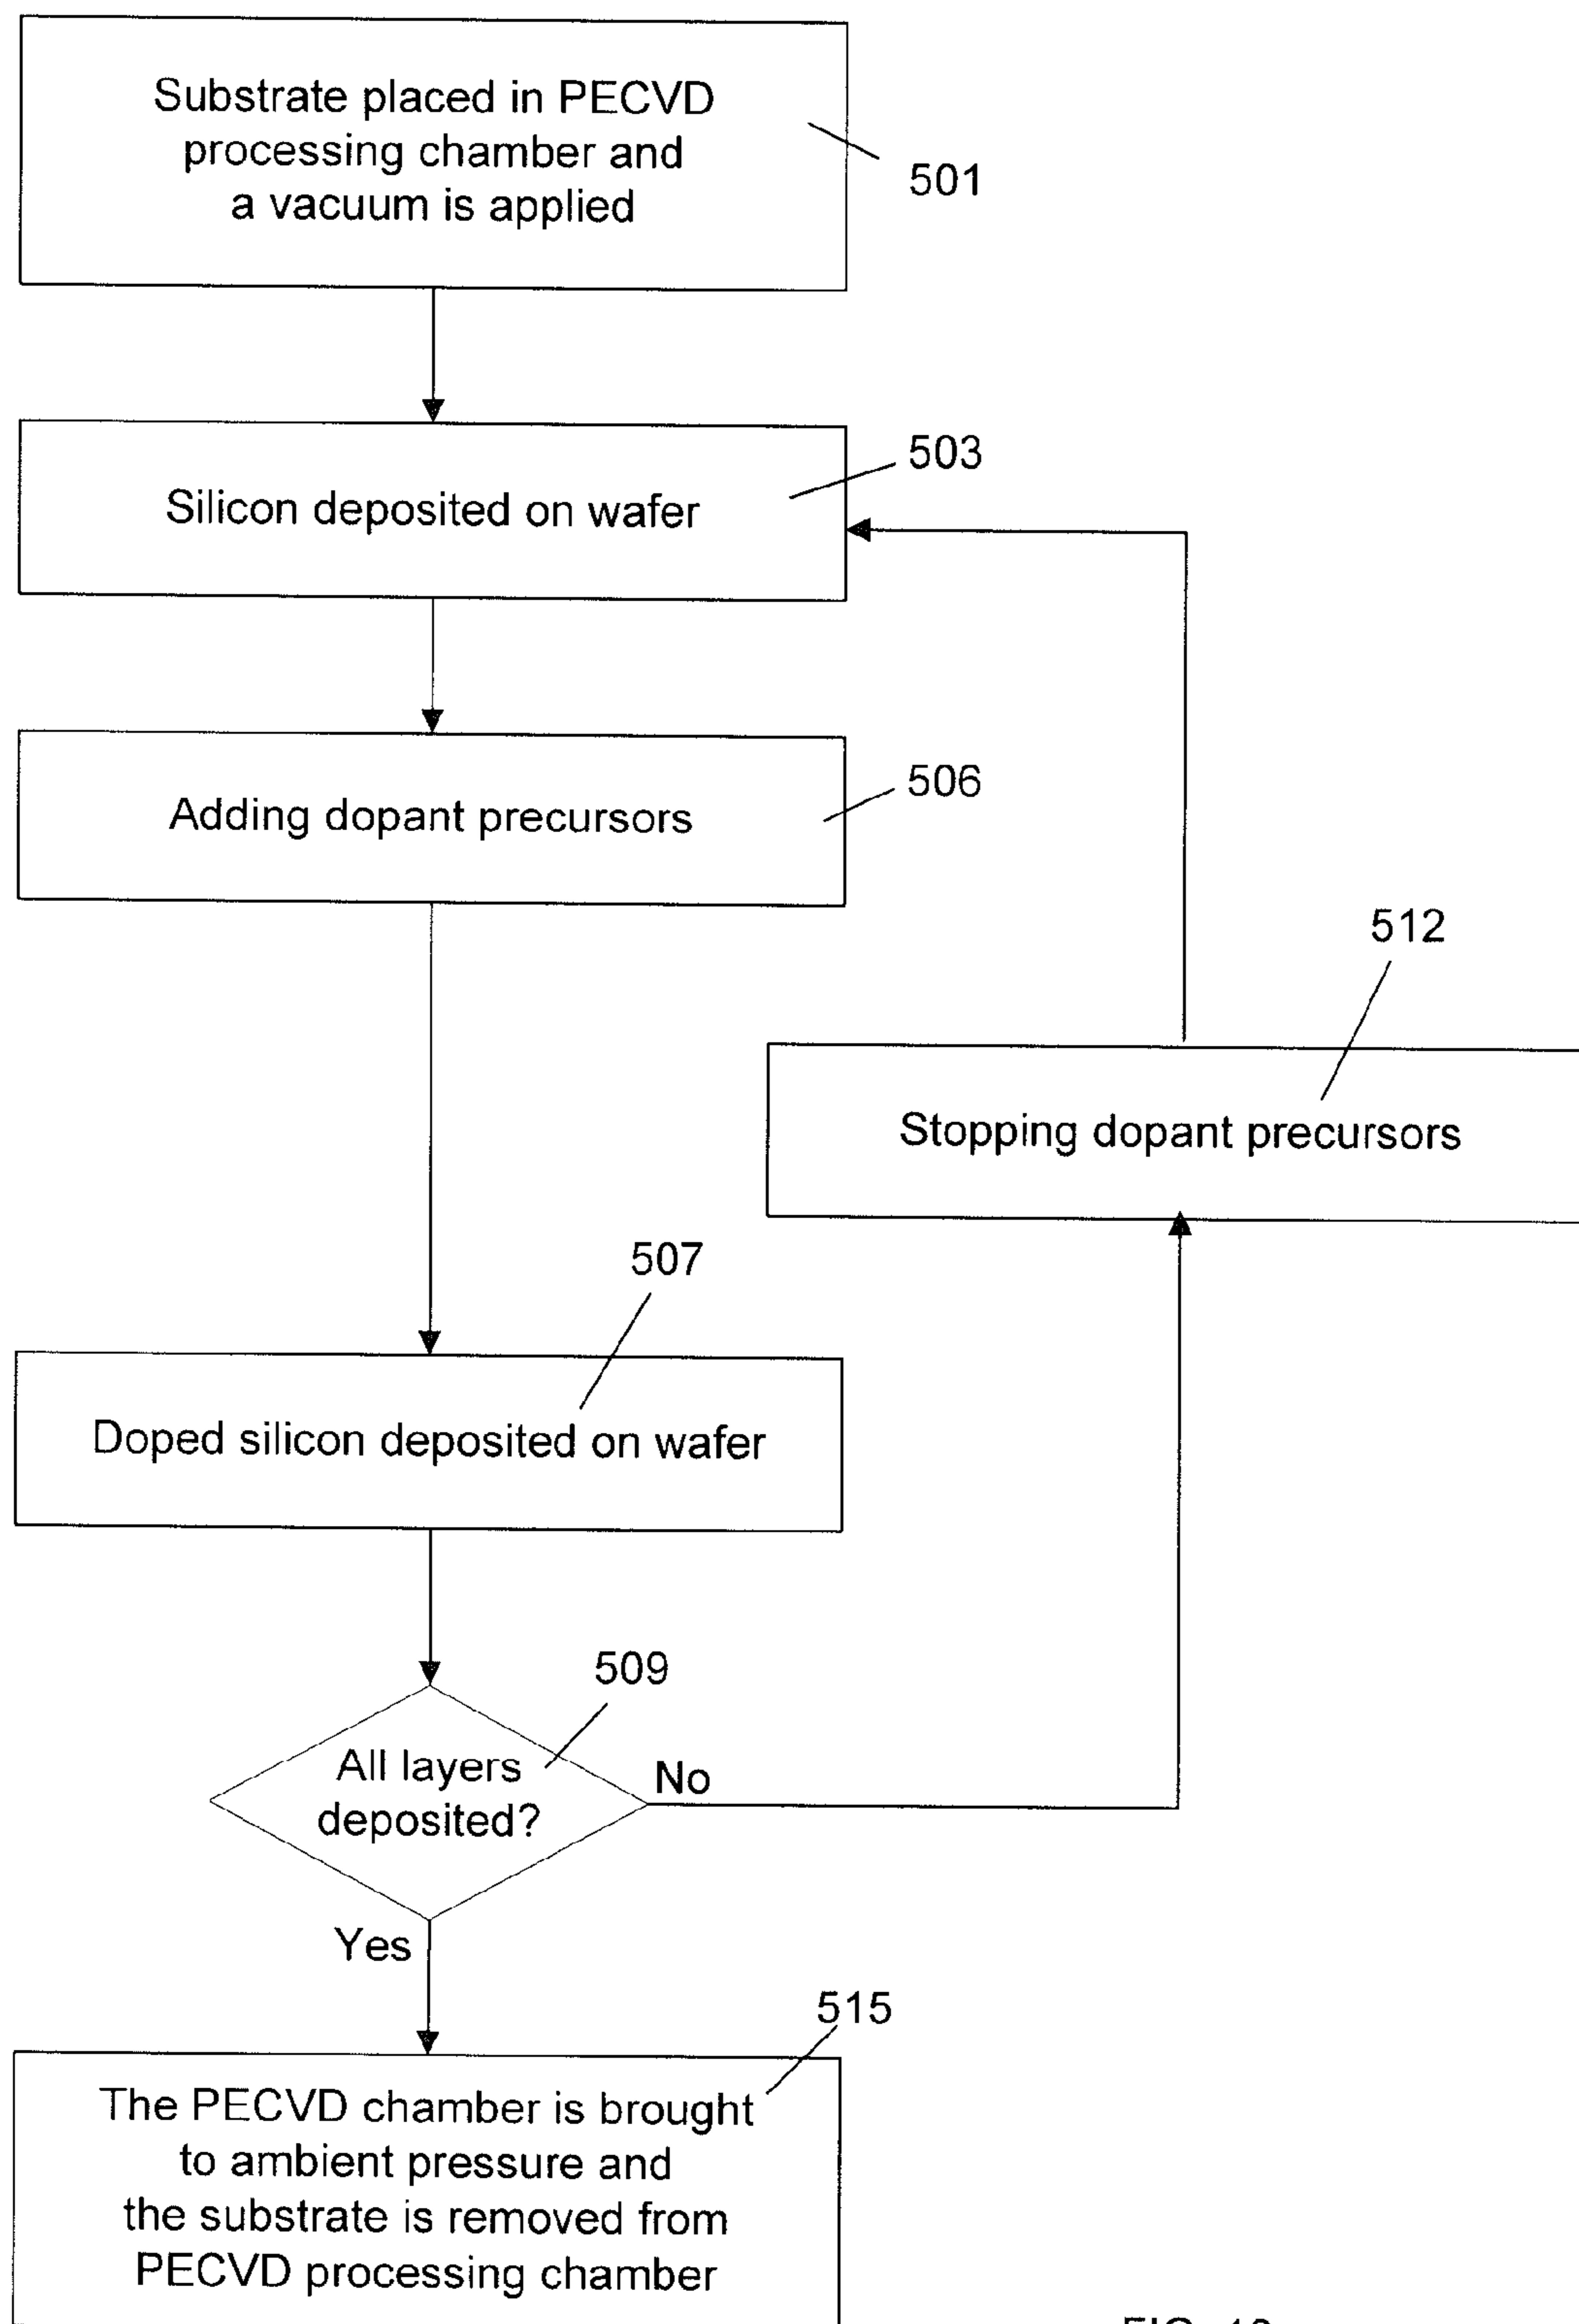 Substrate placed in PECVD
processing chamber and
a vacuum is applied
501
503
Silicon deposited on wafer
506
Adding dopant precursors
512
Stopping dopant precursors
507
Doped silicon deposited on wafer
509
All layers
deposited?
No
Yes
515
The PECVD chamber is brought
to ambient pressure and
the substrate is removed from
PECVD processing chamber